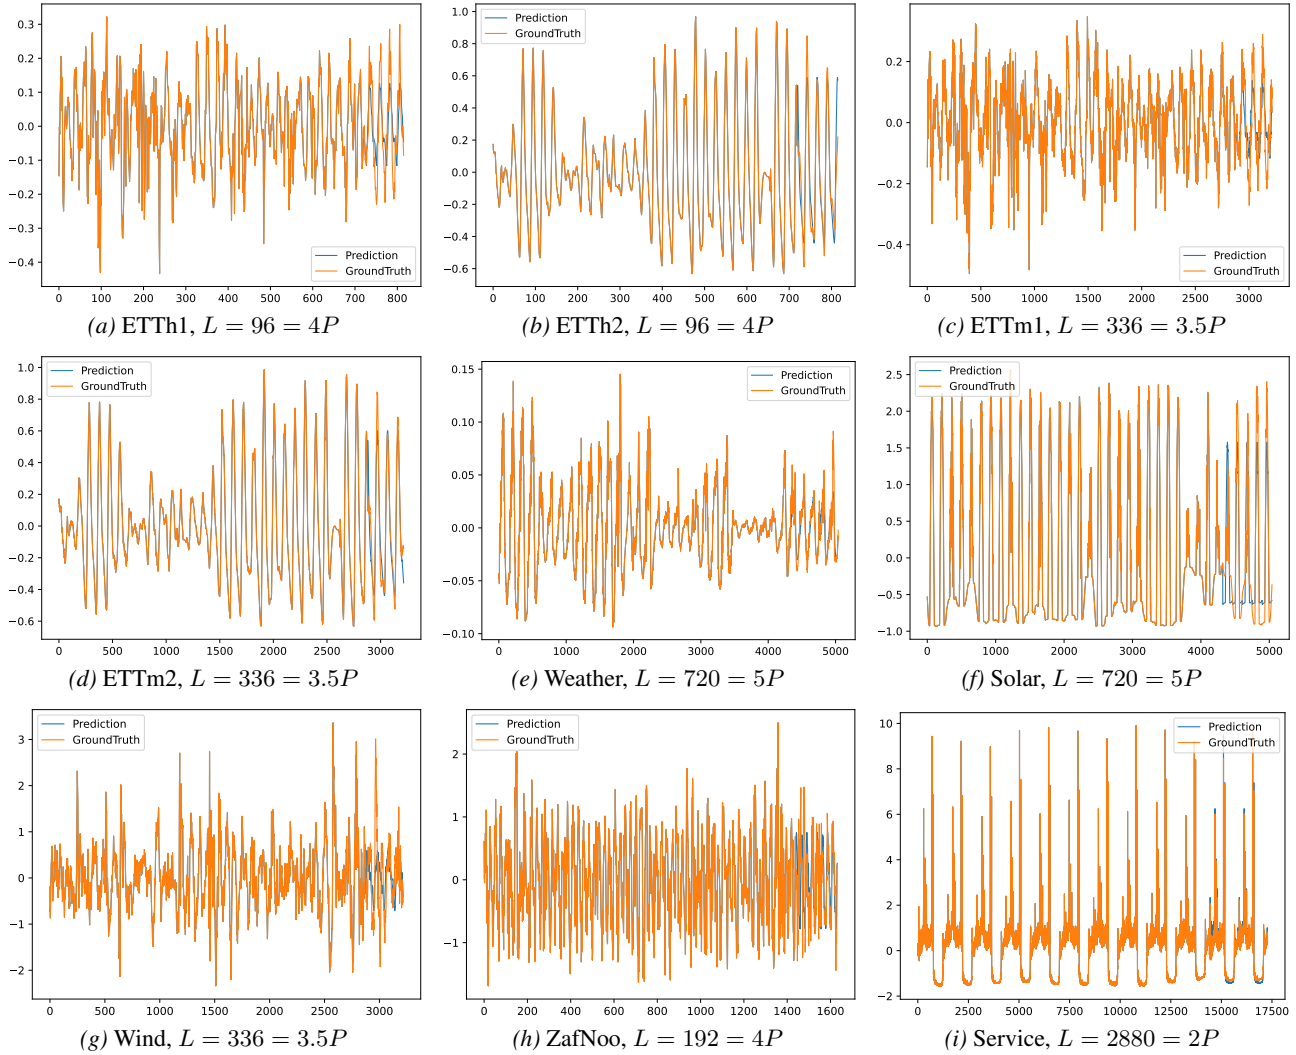 0.3
0.2
0.1
0.0
−0.1
−0.2
−0.3
−0.4
Prediction
GroundTruth
0 100 200 300 400 500 600 700 800
(a) ETTh1, L = 96 = 4P
1.0
0.8
0.6
0.4
0.2
0.0
−0.2
−0.4
−0.6
Prediction
GroundTruth
0 100 200 300 400 500 600 700 800
(b) ETTh2, L = 96 = 4P
0.2
0.0
−0.2
−0.4
Prediction
GroundTruth
0 500 1000 1500 2000 2500 3000
(c) ETTm1, L = 336 = 3.5P
1.0
0.8
0.6
0.4
0.2
0.0
−0.2
−0.4
−0.6
Prediction
GroundTruth
0 500 1000 1500 2000 2500 3000
(d) ETTm2, L = 336 = 3.5P
0.15
0.10
0.05
0.00
−0.05
−0.10
Prediction
GroundTruth
0 1000 2000 3000 4000 5000
(e) Weather, L = 720 = 5P
2.5
2.0
1.5
1.0
0.5
0.0
−0.5
−1.0
Prediction
GroundTruth
0 1000 2000 3000 4000 5000
(f) Solar, L = 720 = 5P
3
2
1
0
−1
−2
Prediction
GroundTruth
0 500 1000 1500 2000 2500 3000
(g) Wind, L = 336 = 3.5P
2
1
0
−1
Prediction
GroundTruth
0 200 400 600 800 1000 1200 1400 1600
(h) ZafNoo, L = 192 = 4P
10
8
6
4
2
0
−2
Prediction
GroundTruth
0 2500 5000 7500 10000 12500 15000 17500
(i) Service, L = 2880 = 2P